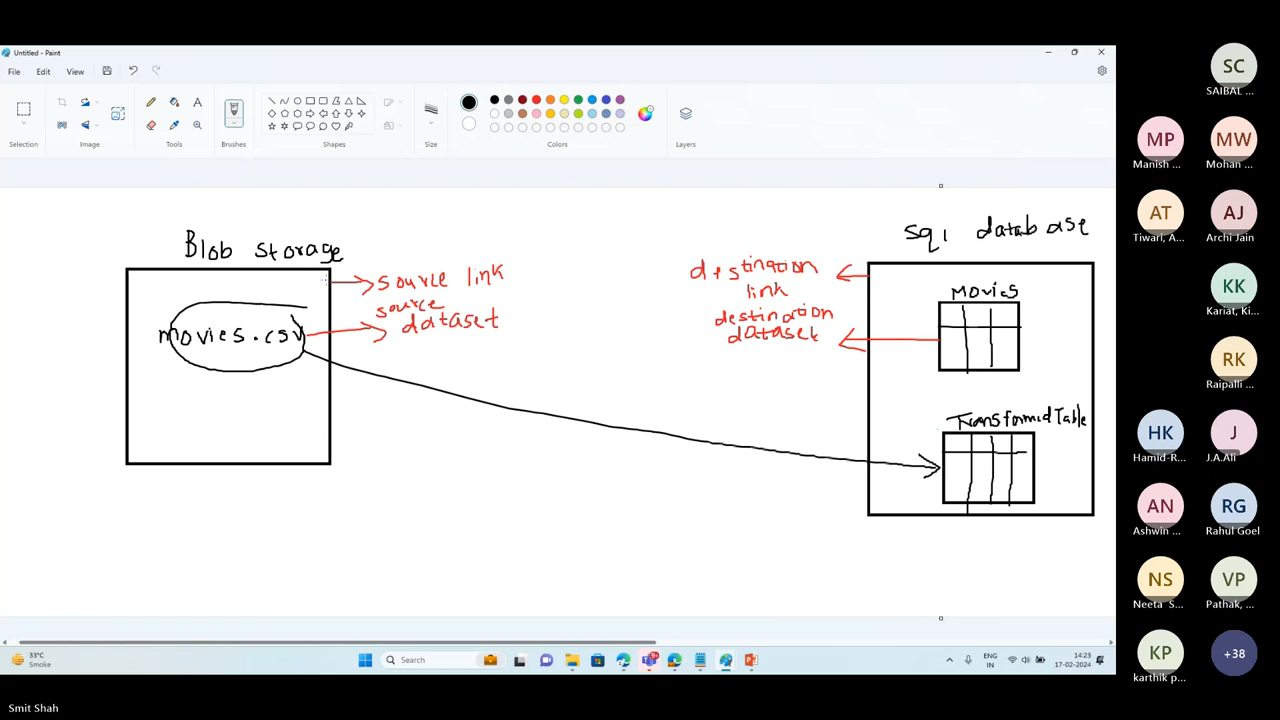 Untitled - Paint
File Edit View
Selection
Image
Tools
Brushes
Shapes
Size
Colors
Layers
Blob storage
movies.csv
source link
source
dataset
sql database
destination
link
destination
dataset
Movies
TransformedTable
SC
SAIBAL ...
MP
Manish ...
MW
Mohan ...
AT
Tiwari, A...
AJ
Archi Jain
KK
Kariat, Ki...
RK
Raipalli ...
HK
Hamid-R...
J
J.A.Ali
AN
Ashwin ...
RG
Rahul Goel
NS
Neeta S...
VP
Pathak, ...
KP
karthik p...
+38
33°C
Smoke
Search
ENG
IN
14:23
17-02-2024
Smit Shah